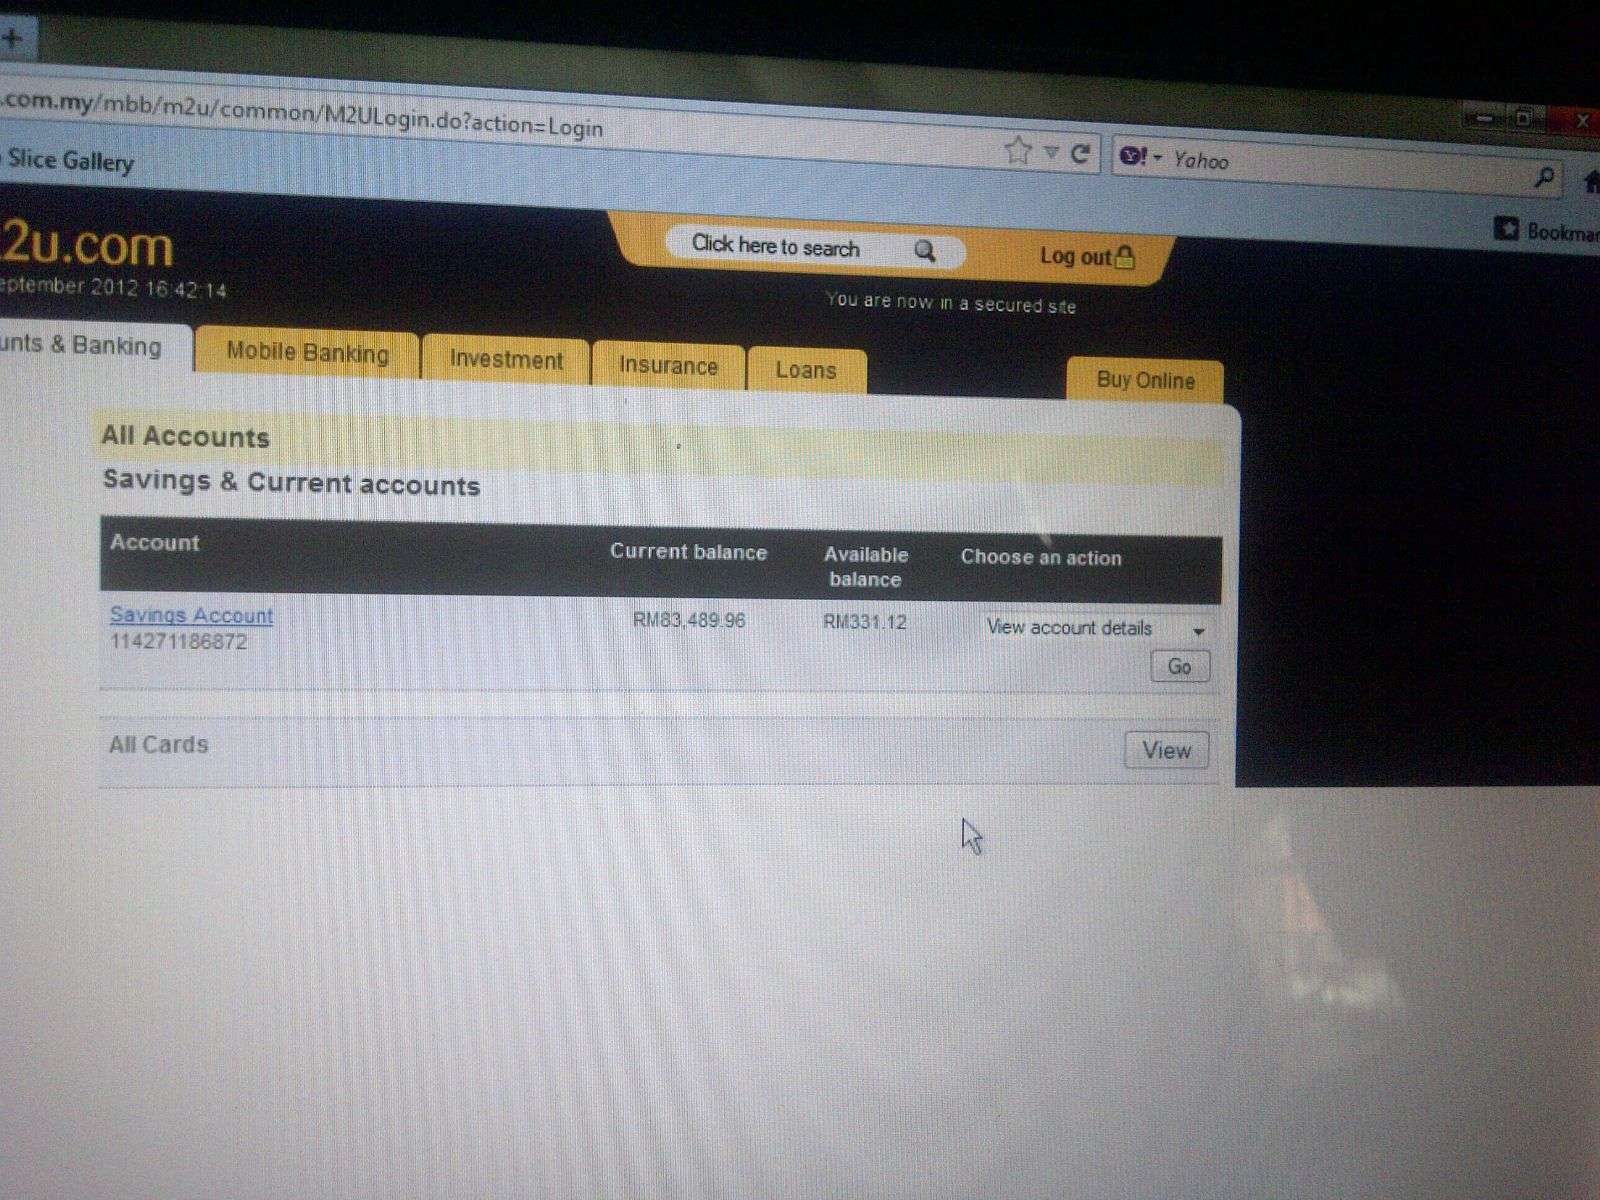 .com.my/mbb/m2u/common/M2ULogin.do?action=Login
Yahoo
Slice Gallery
Bookmar
2u.com
Click here to search
Log out
eptember 2012 16:42:14
You are now in a secured site
unts & Banking
Mobile Banking
Investment
Insurance
Loans
Buy Online
All Accounts
Savings & Current accounts
Account
Current balance
Available
balance
Choose an action
Savings Account
RM83,489.96
RM331.12
View account details
114271186872
Go
All Cards
View